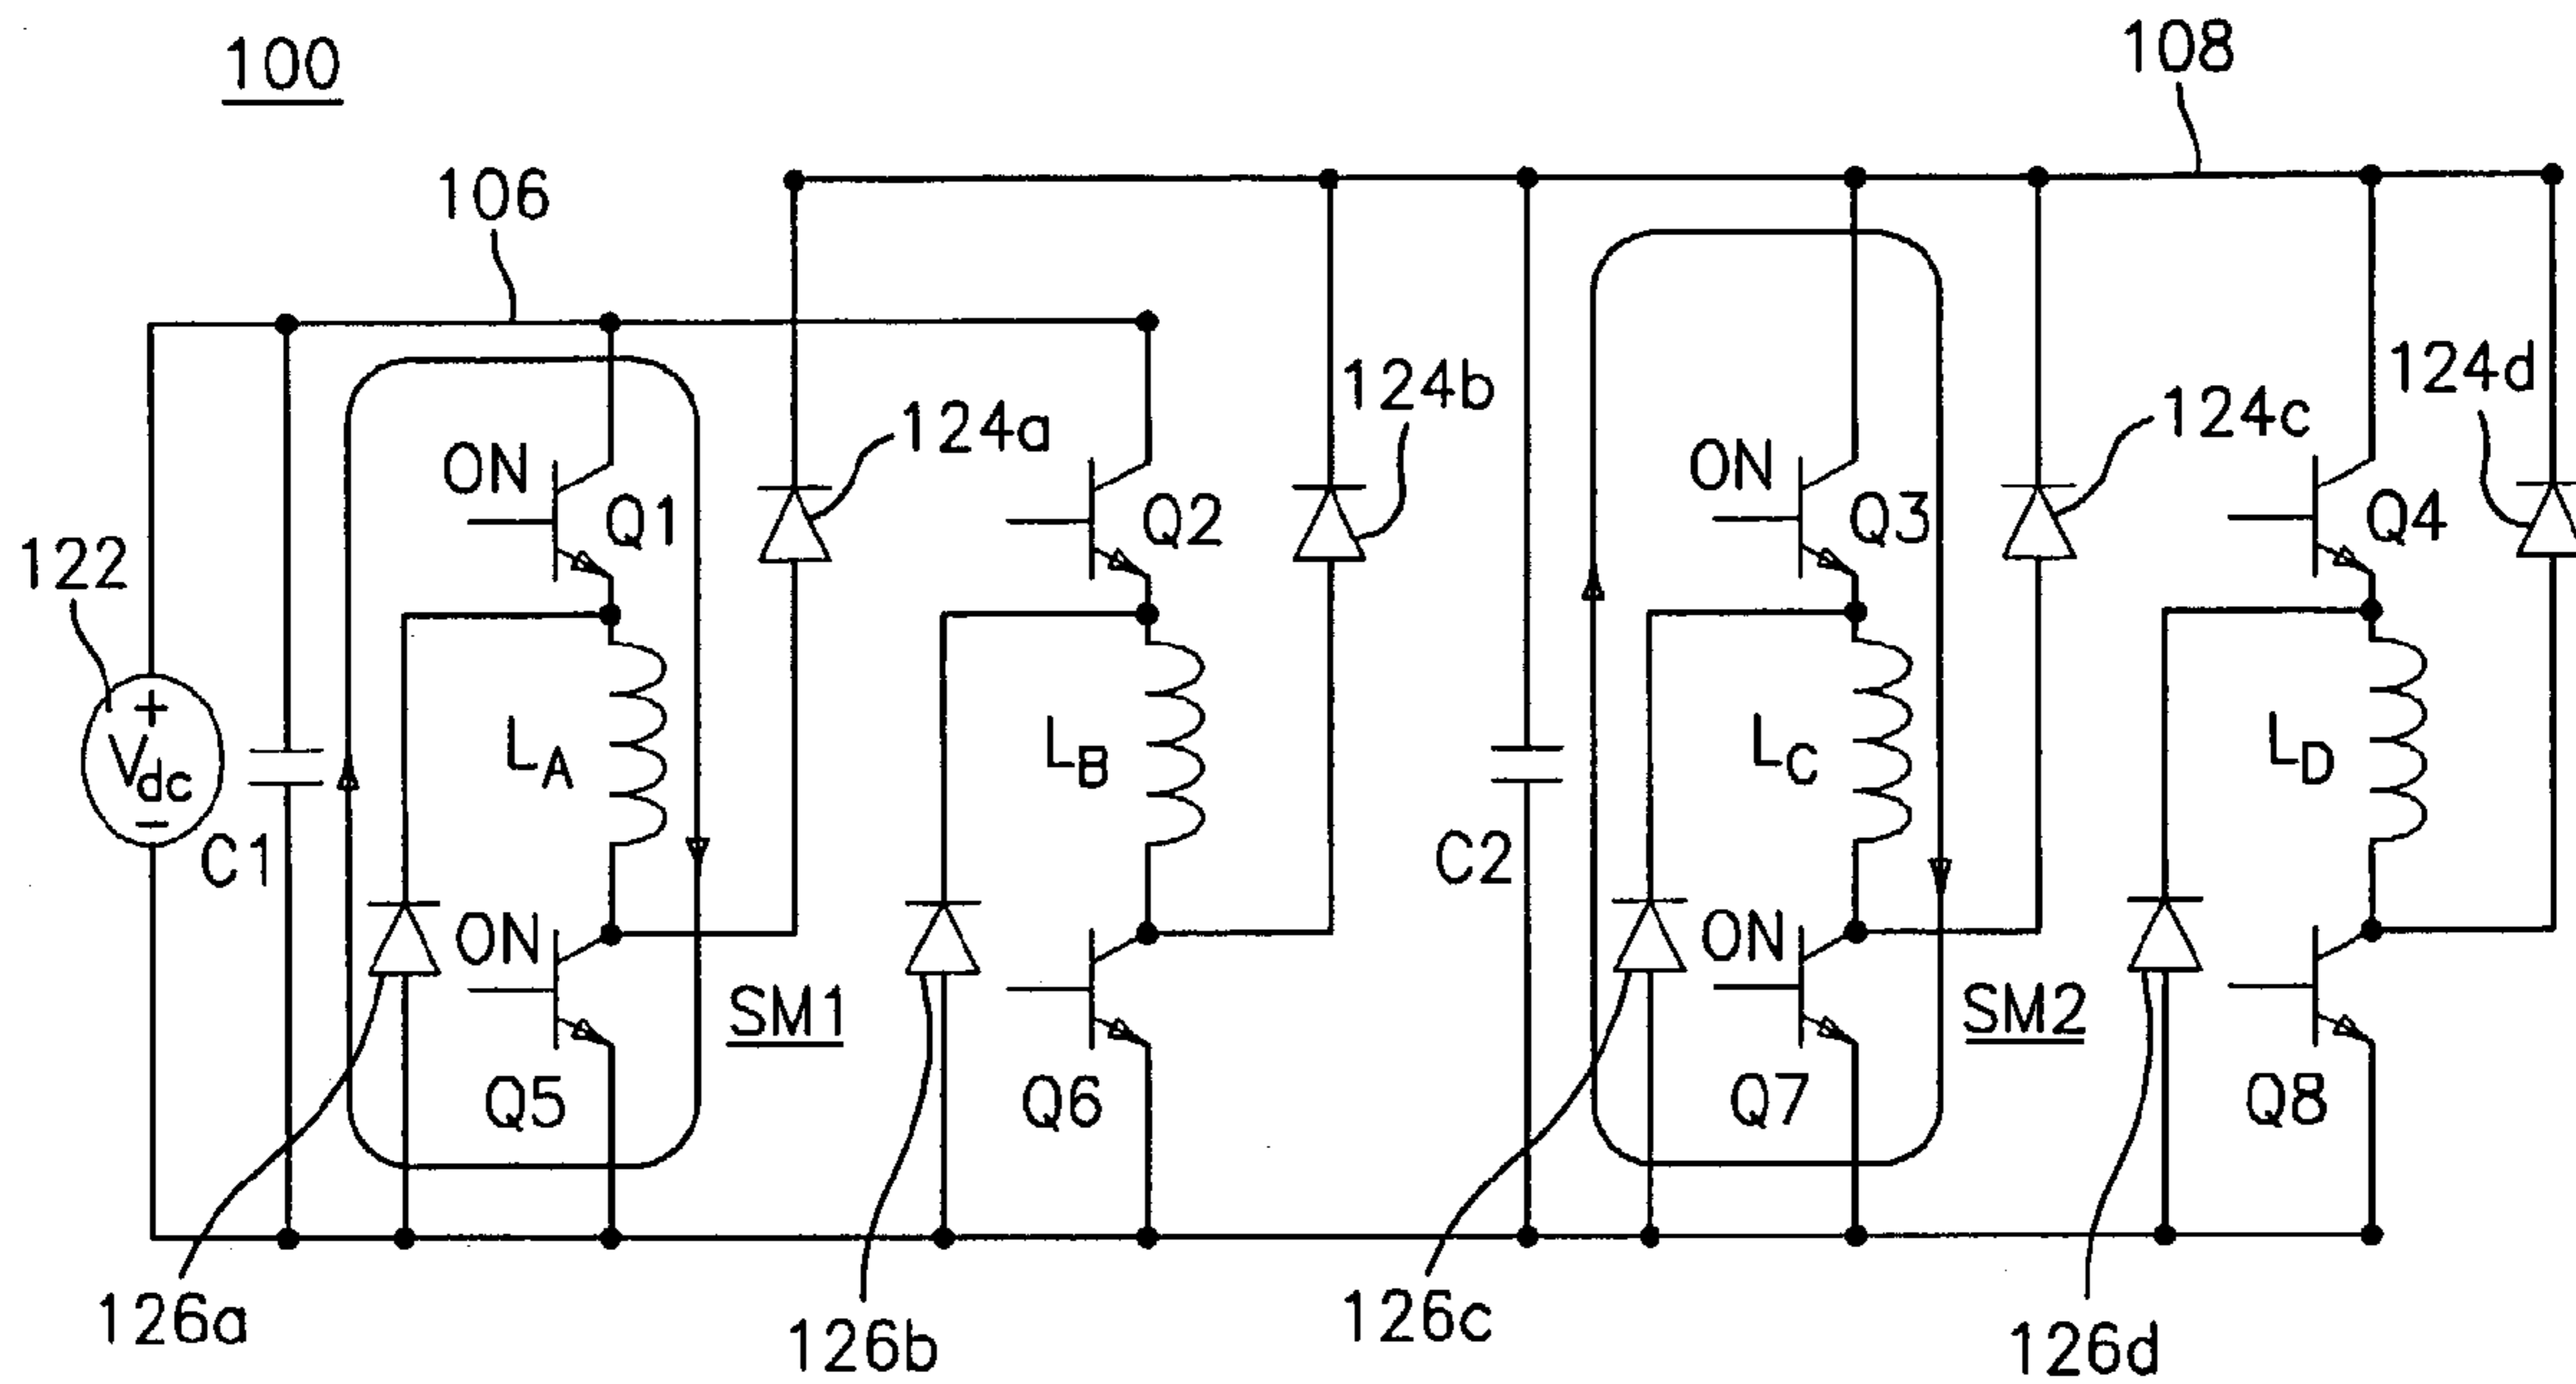 100
108
106
124a
124b
124c
124d
ON
Q1
Q2
ON
Q3
Q4
122
+
Vdc
−
C1
LA
LB
C2
LC
LD
ON
SM1
ON
SM2
Q5
Q6
Q7
Q8
126a
126b
126c
126d